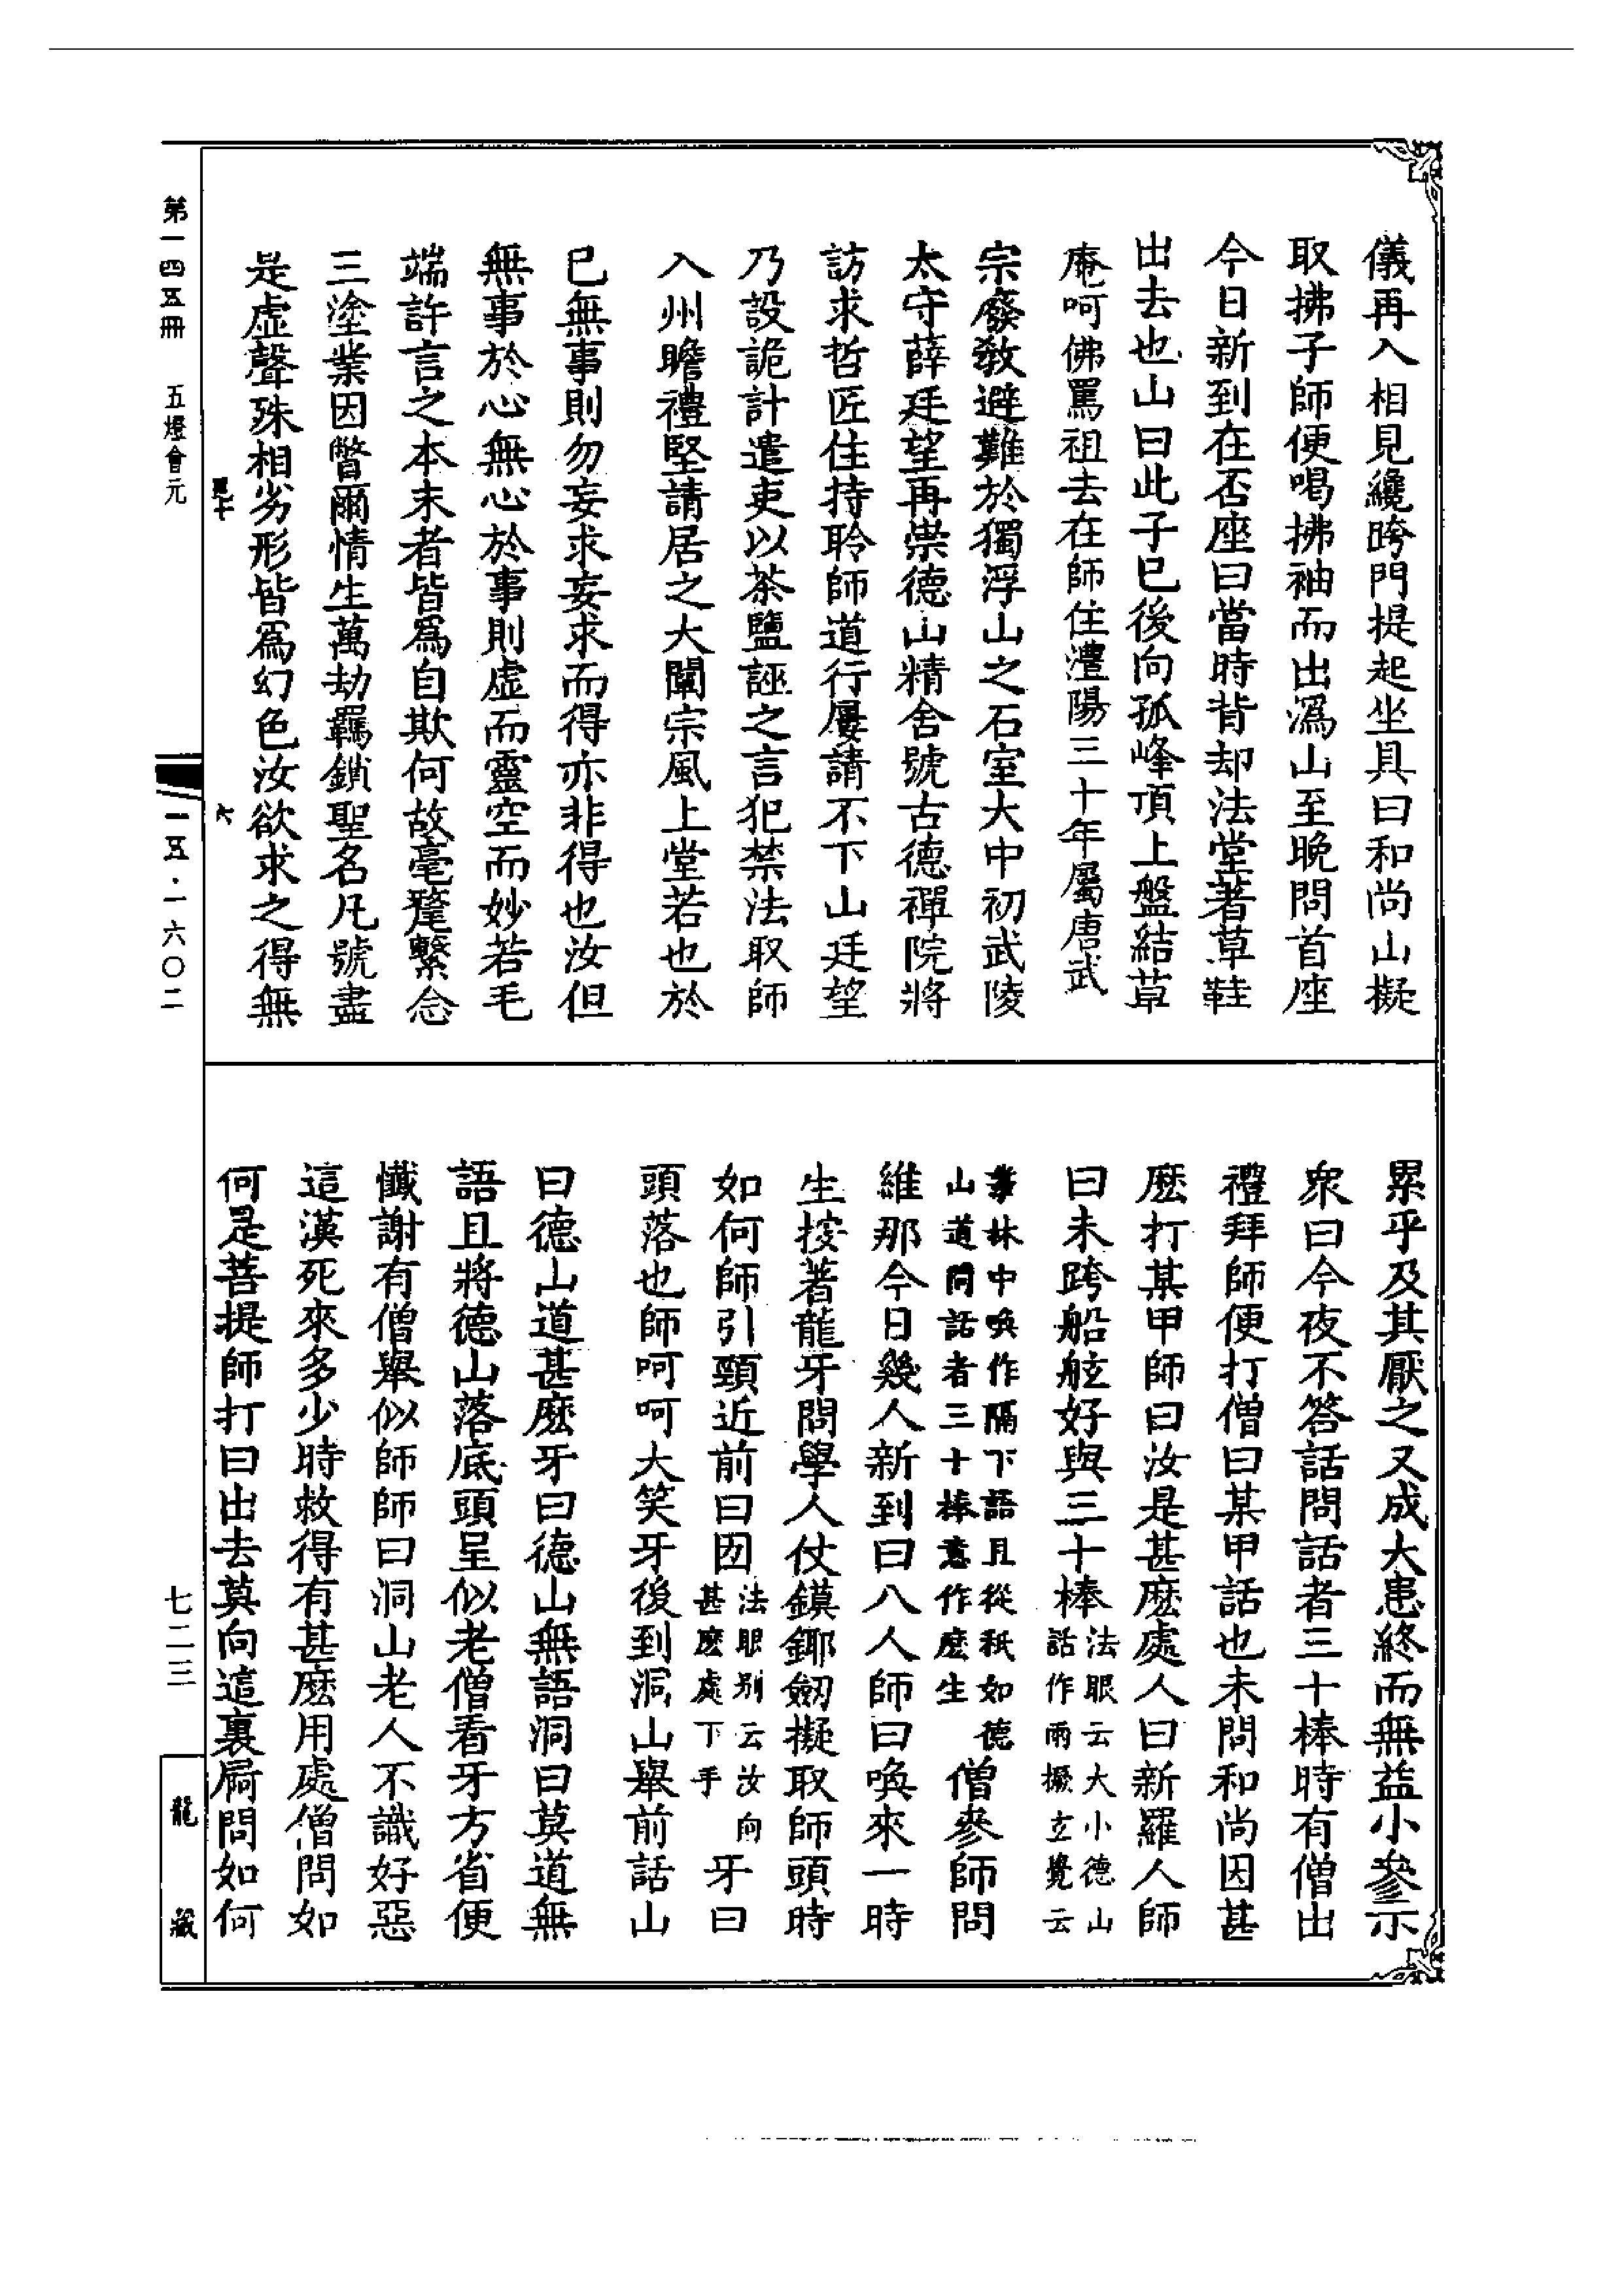 儀再入相見纔跨門提起坐具曰和尚山擬
取拂子師便喝拂袖而出溈山至晚問首座
今日新到在否座曰當時背却法堂著草鞋
出去也山曰此子已後向孤峰頂上盤結草
庵呵佛罵祖去在師住澧陽三十年屬唐武
宗廢教避難於獨浮山之石室大中初武陵
太守薛廷望再崇德山精舍號古德禪院將
訪求哲匠住持聆師道行屢請不下山廷望
乃設詭計遣吏以茶鹽誣之言犯禁法取師
入州瞻禮堅請居之大闡宗風上堂若也於
已無事則勿妄求妄求而得亦非得也汝但
無事於心無心於事則虛而靈空而妙若毛
端許言之本末者皆為自欺何故毫氂繫念
三塗業因瞥爾情生萬劫羈鎖聖名凡號盡
是虛聲殊相劣形皆為幻色汝欲求之得無
累乎及其厭之又成大患終而無益小參示
眾曰今夜不答話問話者三十棒時有僧出
禮拜師便打僧曰某甲話也未問和尚因甚
麼打某甲師曰汝是甚麼處人曰新羅人師
曰未跨船舷好與三十棒法眼云大小德山
話作兩橛玄覺云
叢林中喚作隔下語且從秖如德
山道問話者三十棒意作麼生
僧參師問
維那今日幾人新到曰八人師曰喚來一時
生按著龍牙問學人仗鏌鎁劒擬取師頭時
如何師引頸近前曰㘞法眼别云汝向
甚麼處下手
牙曰
頭落也師呵呵大笑牙後到洞山舉前話山
曰德山道甚麼牙曰德山無語洞曰莫道無
語且將德山落底頭呈似老僧看牙方省便
懺謝有僧舉似師師曰洞山老人不識好惡
這漢死來多少時救得有甚麼用處僧問如
何是菩提師打曰出去莫向這裏屙問如何
第一四五冊 五燈會元
六
一五·一六〇二
七二三
龍藏